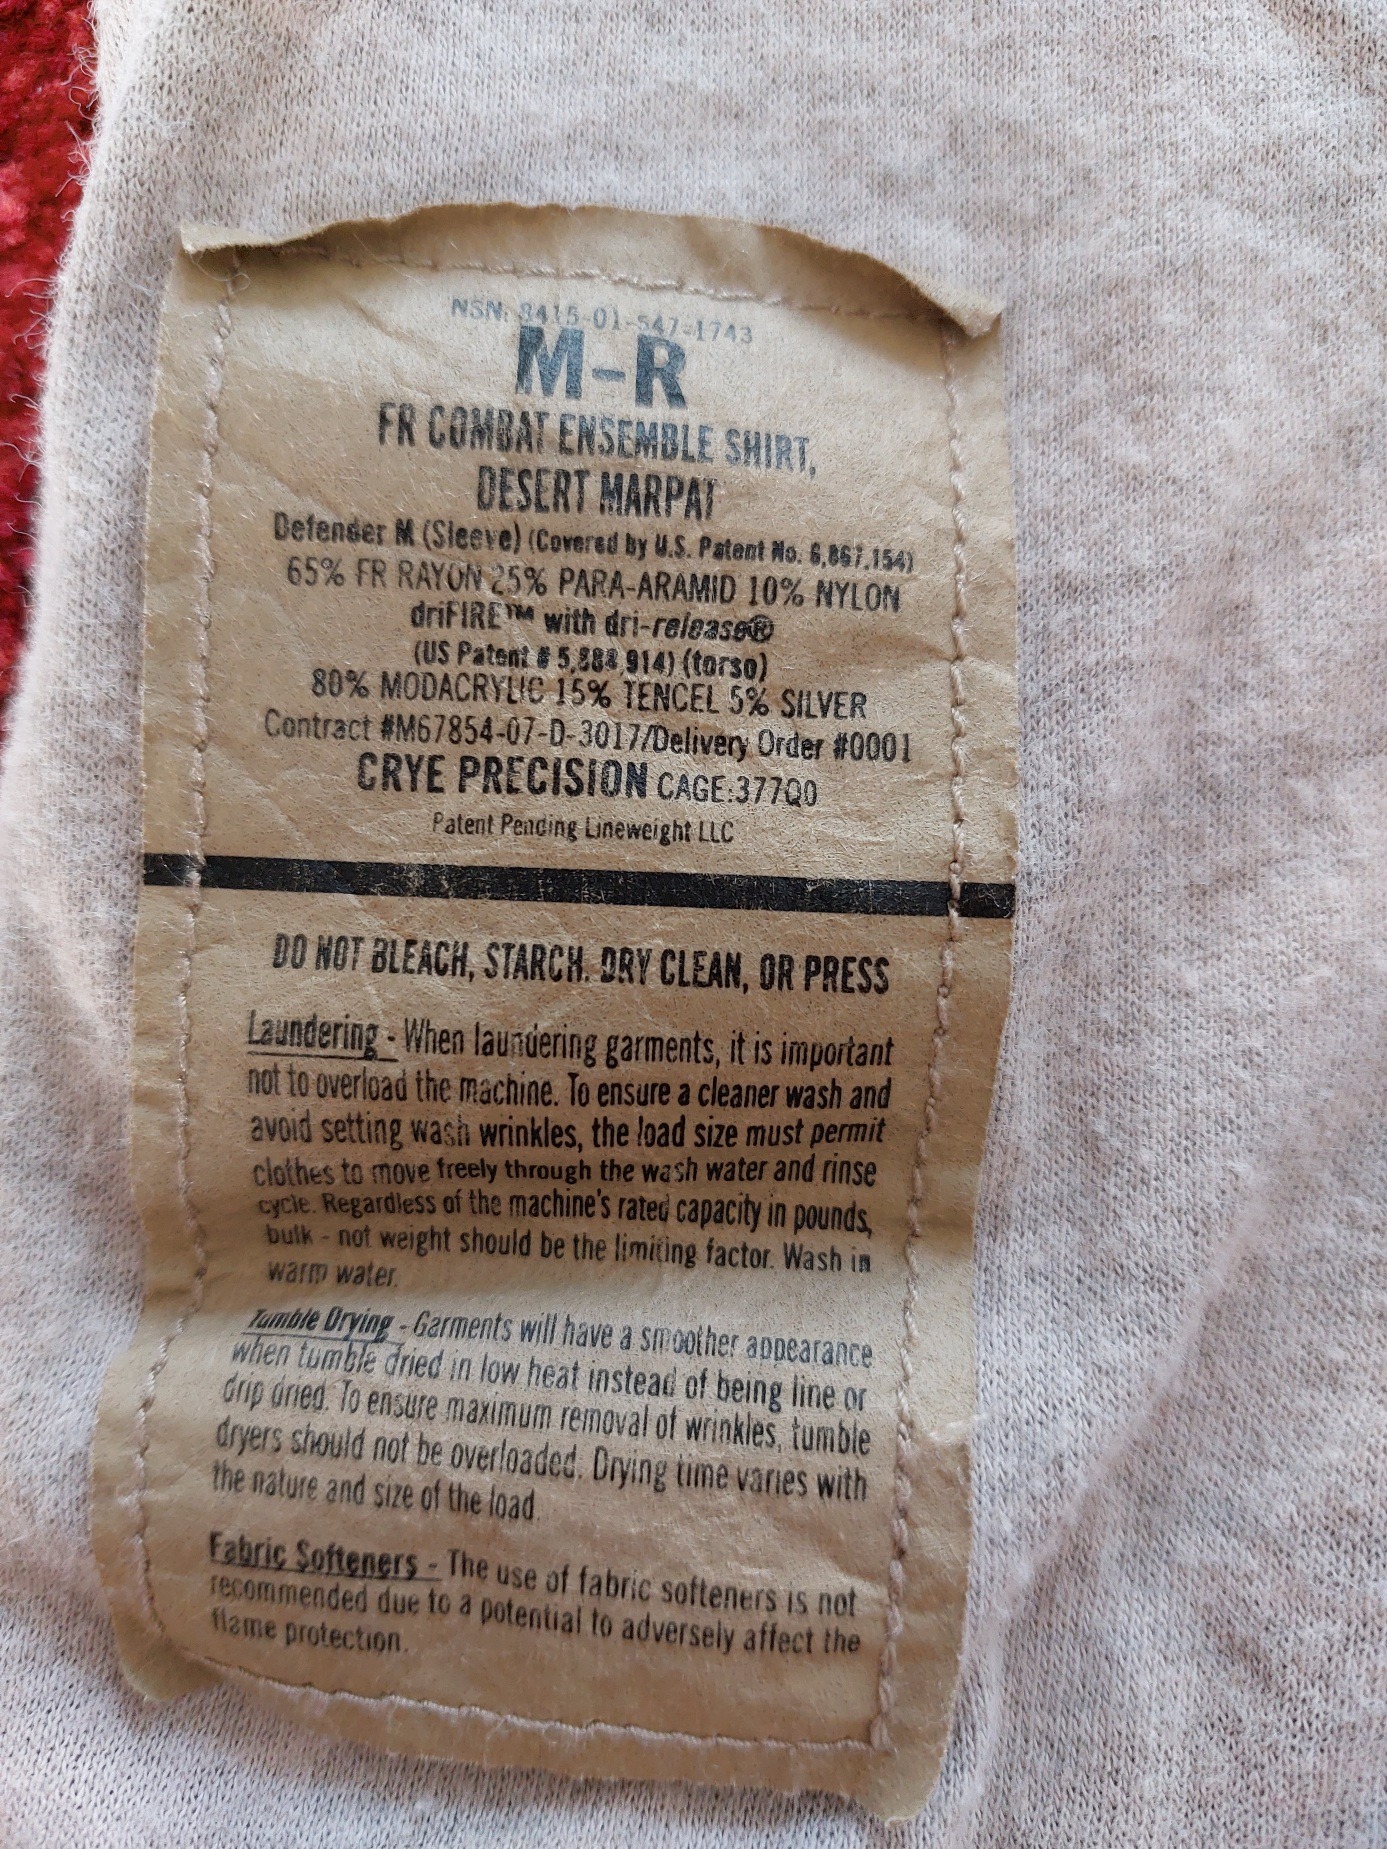 NSN: 8415-01-547-1743
M-R
FR COMBAT ENSEMBLE SHIRT,
DESERT MARPAT
Defender M (Sleeve) (Covered by U.S. Patent No. 6,867,154)
65% FR RAYON 25% PARA-ARAMID 10% NYLON
driFIRE™ with dri-release®
(US Patent # 5,888,914) (torso)
80% MODACRYLIC 15% TENCEL 5% SILVER
Contract #M67854-07-D-3017/Delivery Order #0001
CRYE PRECISION CAGE:377Q0
Patent Pending Lineweight LLC
DO NOT BLEACH, STARCH. DRY CLEAN, OR PRESS
Laundering - When laundering garments, it is important
not to overload the machine. To ensure a cleaner wash and
avoid setting wash wrinkles, the load size must permit
clothes to move freely through the wash water and rinse
cycle. Regardless of the machine's rated capacity in pounds,
bulk - not weight should be the limiting factor. Wash in
warm water.
Tumble Drying - Garments will have a smoother appearance
when tumble dried in low heat instead of being line or
drip dried. To ensure maximum removal of wrinkles, tumble
dryers should not be overloaded. Drying time varies with
the nature and size of the load.
Fabric Softeners - The use of fabric softeners is not
recommended due to a potential to adversely affect the
flame protection.